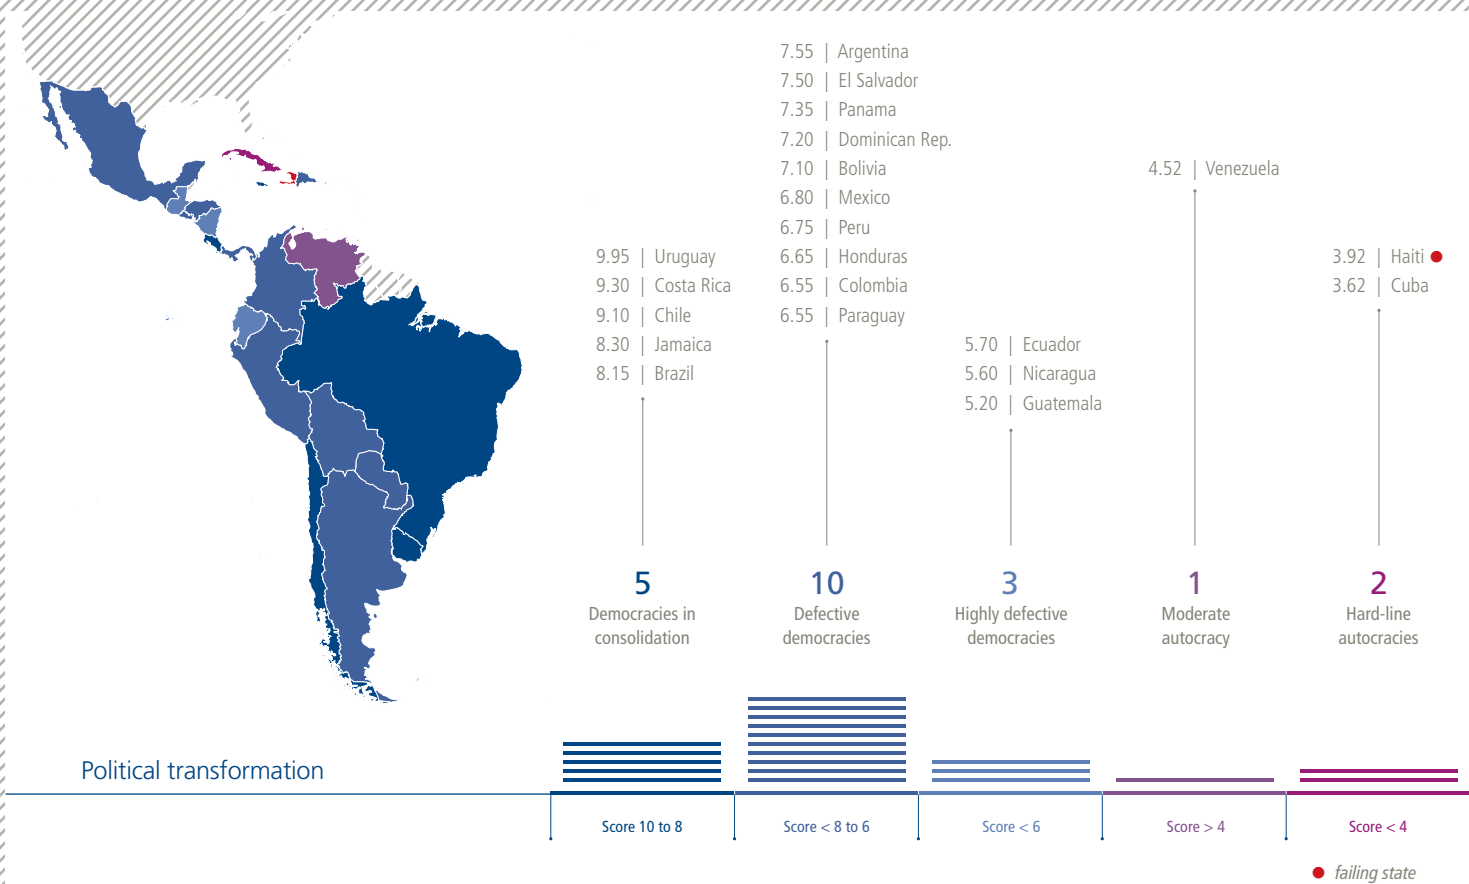 9.95 | Uruguay
9.30 | Costa Rica
9.10 | Chile
8.30 | Jamaica
8.15 | Brazil
5
Democracies in
consolidation
7.55 | Argentina
7.50 | El Salvador
7.35 | Panama
7.20 | Dominican Rep.
7.10 | Bolivia
6.80 | Mexico
6.75 | Peru
6.65 | Honduras
6.55 | Colombia
6.55 | Paraguay
10
Defective
democracies
5.70 | Ecuador
5.60 | Nicaragua
5.20 | Guatemala
3
Highly defective
democracies
4.52 | Venezuela
1
Moderate
autocracy
3.92 | Haiti
3.62 | Cuba
2
Hard-line
autocracies
Political transformation
Score 10 to 8
Score < 8 to 6
Score < 6
Score > 4
Score < 4
failing state